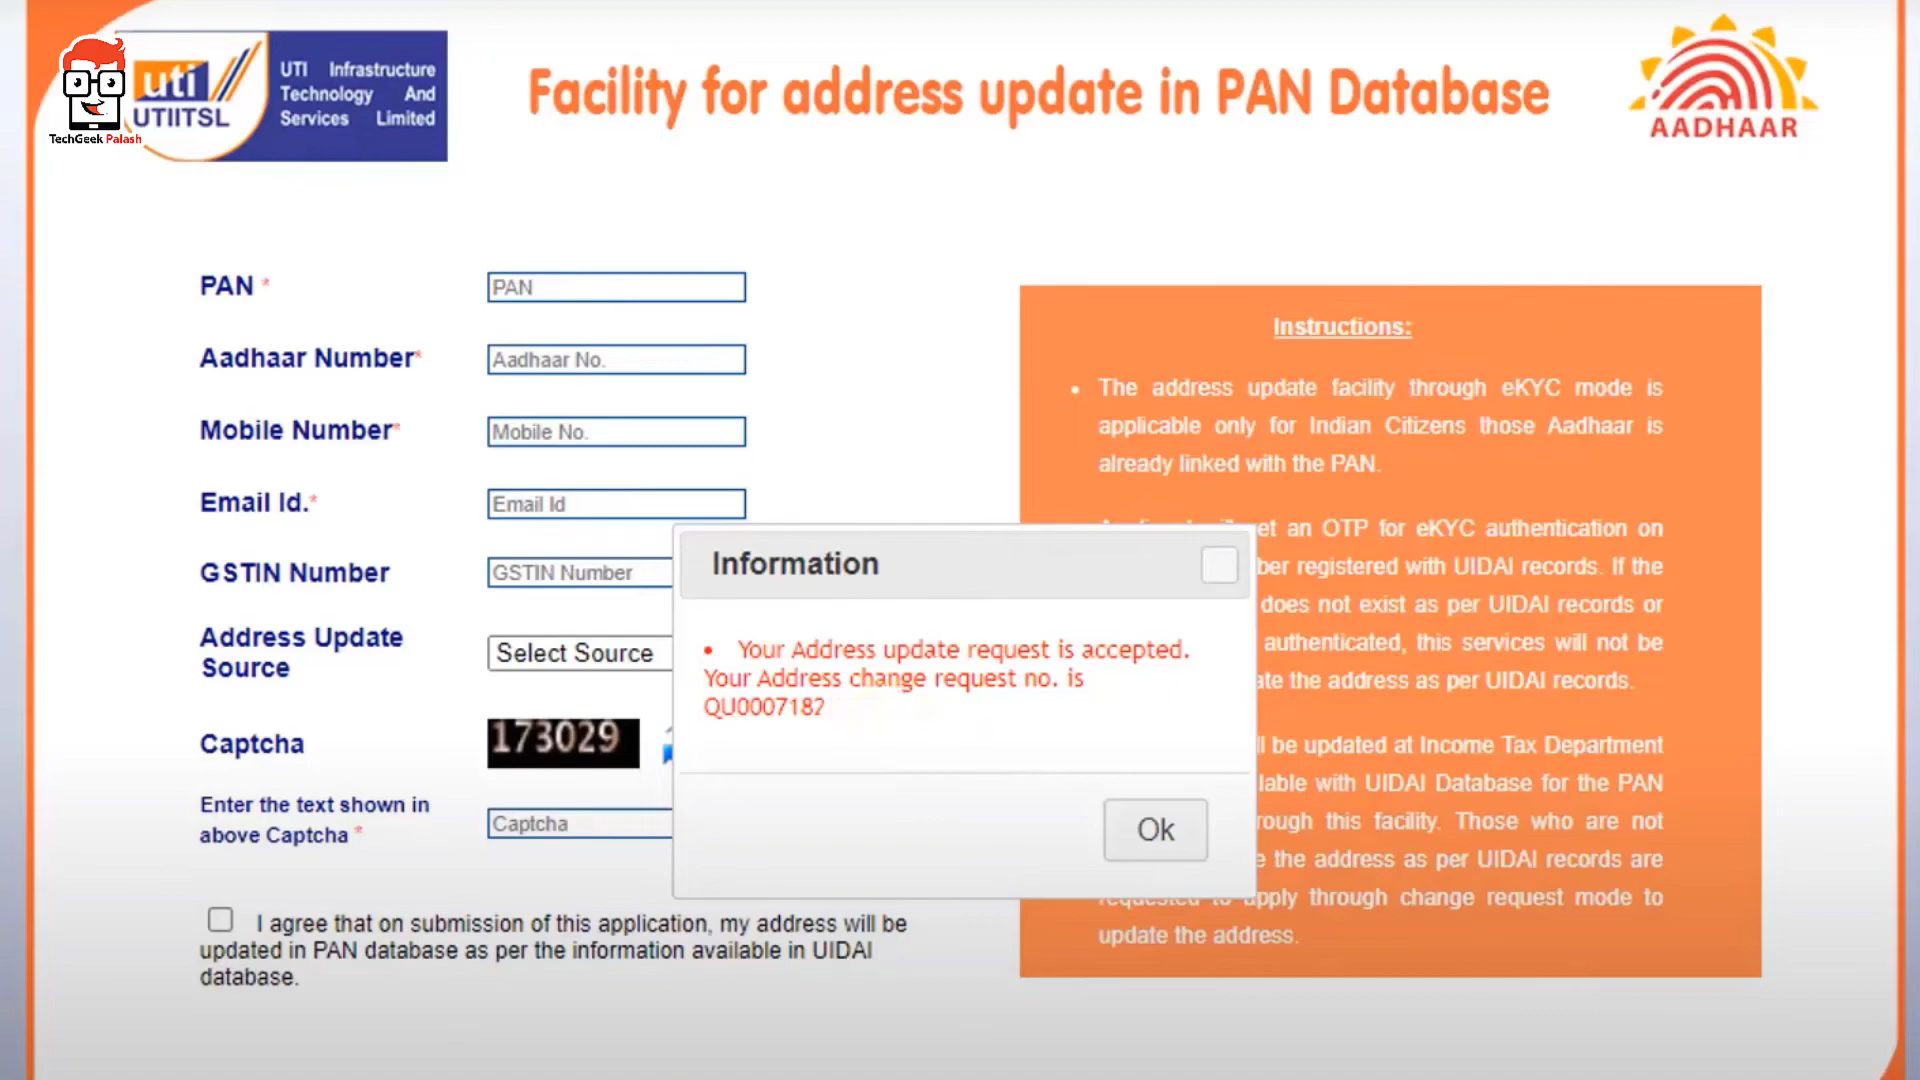 TechGeek Palash
uti
UTIITSL
UTI Infrastructure
Technology And
Services Limited
Facility for address update in PAN Database
AADHAAR
PAN *
PAN
Aadhaar Number*
Aadhaar No.
Mobile Number*
Mobile No.
Email Id.*
Email Id
GSTIN Number
GSTIN Number
Address Update
Source
Select Source
Captcha
173029
Enter the text shown in
above Captcha *
Captcha
I agree that on submission of this application, my address will be
updated in PAN database as per the information available in UIDAI
database.
Information
• Your Address update request is accepted.
Your Address change request no. is
QU0007182
Ok
Instructions:
• The address update facility through eKYC mode is
applicable only for Indian Citizens those Aadhaar is
already linked with the PAN.
an OTP for eKYC authentication on
registered with UIDAI records. If the
does not exist as per UIDAI records or
authenticated, this services will not be
the address as per UIDAI records.
be updated at Income Tax Department
with UIDAI Database for the PAN
this facility. Those who are not
the address as per UIDAI records are
requested to apply through change request mode to
update the address.